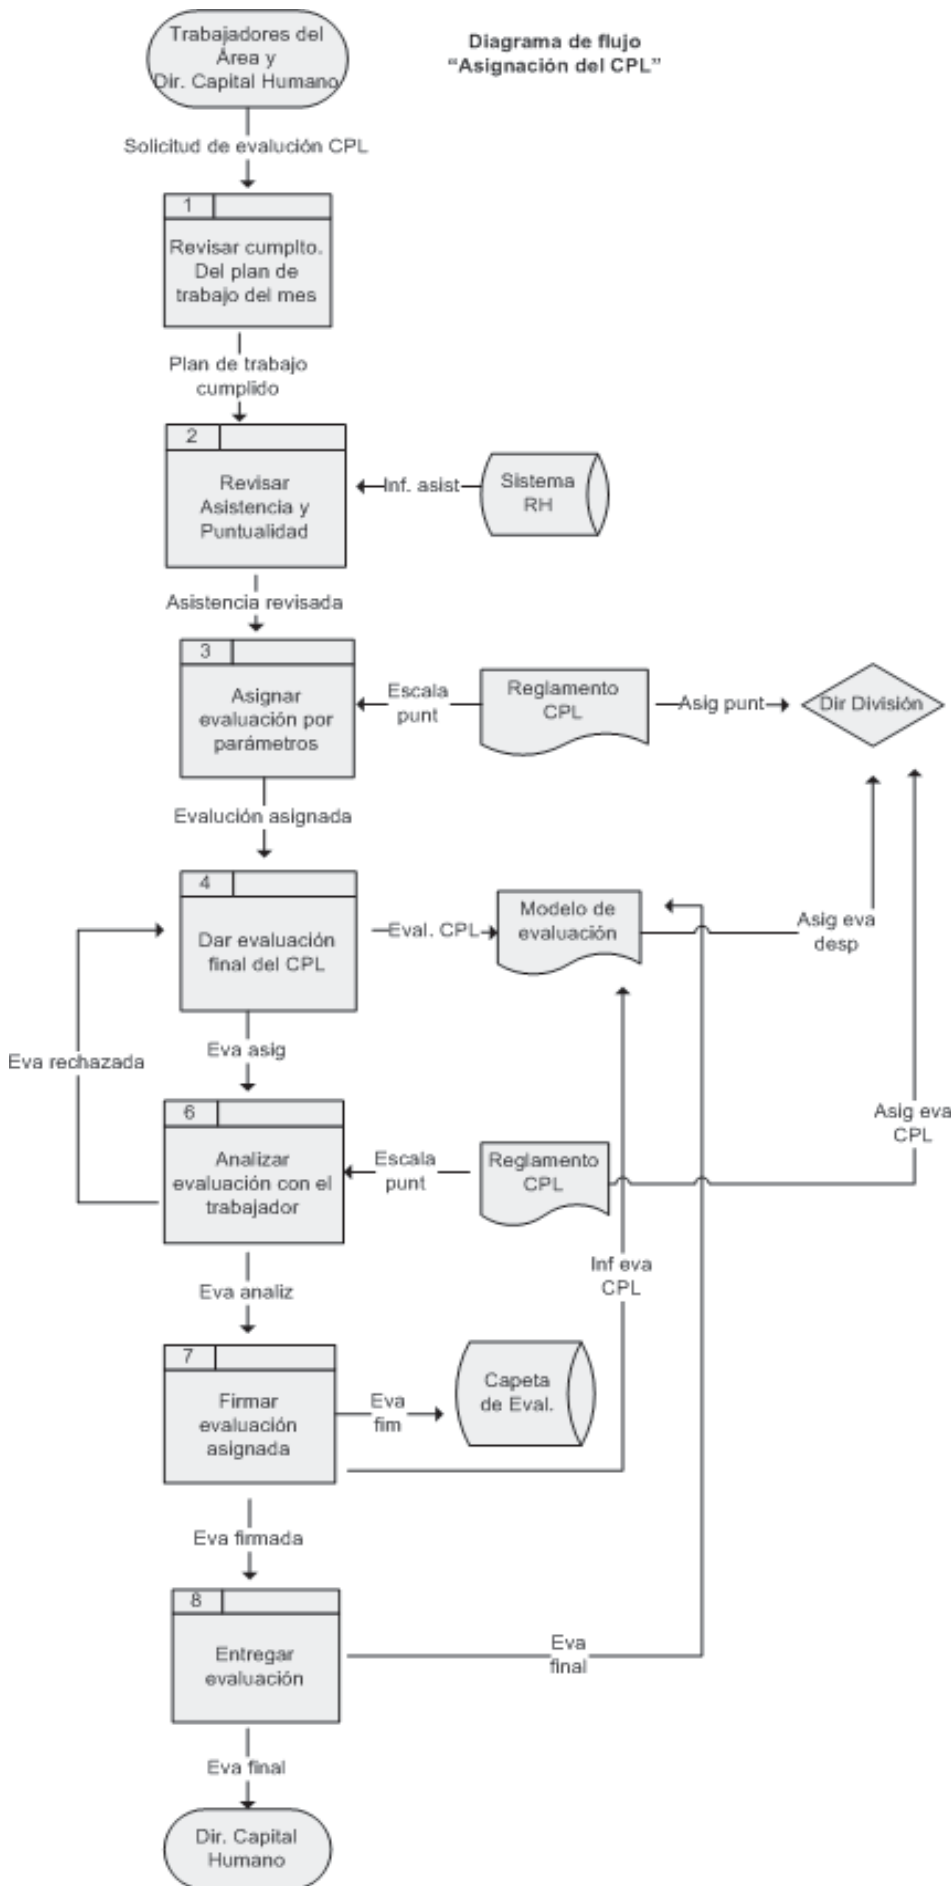 Trabajadores del
Área y
Dir. Capital Humano
Diagrama de flujo
“Asignación del CPL”
Solicitud de evalución CPL
1
Revisar cumplto.
Del plan de
trabajo del mes
Plan de trabajo
cumplido
2
Revisar
Asistencia y
Puntualidad
Inf. asist
Sistema
RH
Asistencia revisada
3
Asignar
evaluación por
parámetros
Escala
punt
Reglamento
CPL
Asig punt
Dir División
Evalución asignada
4
Dar evaluación
final del CPL
Eval. CPL
Modelo de
evaluación
Asig eva
desp
Eva asig
Eva rechazada
6
Analizar
evaluación con el
trabajador
Escala
punt
Reglamento
CPL
Asig eva
CPL
Inf eva
CPL
Eva analiz
7
Firmar
evaluación
asignada
Eva
fim
Capeta
de Eval.
Eva firmada
8
Entregar
evaluación
Eva
final
Eva final
Dir. Capital
Humano